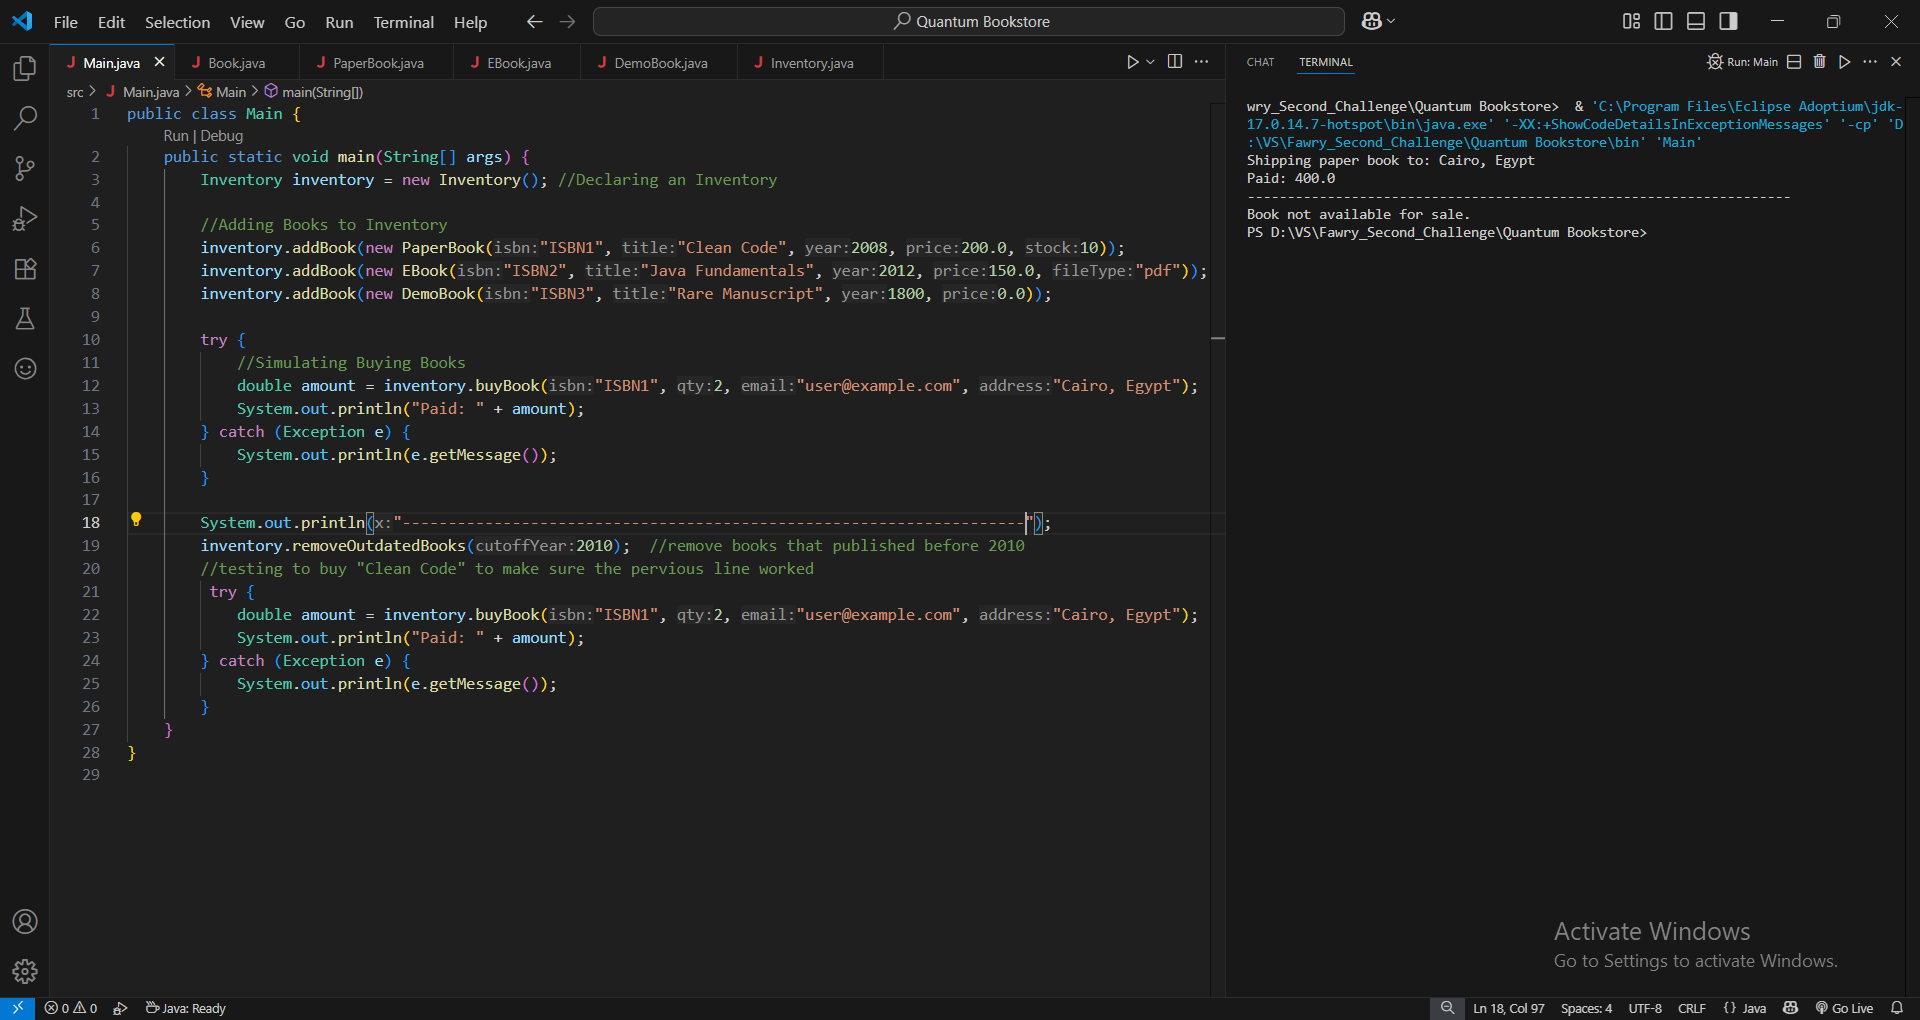 File Edit Selection View Go Run Terminal Help
Quantum Bookstore
Main.java Book.java PaperBook.java EBook.java DemoBook.java Inventory.java
src > Main.java > Main > main(String[])
1 public class Main {
Run | Debug
2 public static void main(String[] args) {
3 Inventory inventory = new Inventory(); //Declaring an Inventory
4
5 //Adding Books to Inventory
6 inventory.addBook(new PaperBook(isbn:"ISBN1", title:"Clean Code", year:2008, price:200.0, stock:10));
7 inventory.addBook(new EBook(isbn:"ISBN2", title:"Java Fundamentals", year:2012, price:150.0, fileType:"pdf"));
8 inventory.addBook(new DemoBook(isbn:"ISBN3", title:"Rare Manuscript", year:1800, price:0.0));
9
10 try {
11 //Simulating Buying Books
12 double amount = inventory.buyBook(isbn:"ISBN1", qty:2, email:"user@example.com", address:"Cairo, Egypt");
13 System.out.println("Paid: " + amount);
14 } catch (Exception e) {
15 System.out.println(e.getMessage());
16 }
17
18 System.out.println(x:"--------------------------------------------------------------------");
19 inventory.removeOutdatedBooks(cutoffYear:2010); //remove books that published before 2010
20 //testing to buy "Clean Code" to make sure the pervious line worked
21 try {
22 double amount = inventory.buyBook(isbn:"ISBN1", qty:2, email:"user@example.com", address:"Cairo, Egypt");
23 System.out.println("Paid: " + amount);
24 } catch (Exception e) {
25 System.out.println(e.getMessage());
26 }
27 }
28 }
29
CHAT TERMINAL Run: Main
wry_Second_Challenge\Quantum Bookstore> & 'C:\Program Files\Eclipse Adoptium\jdk-
17.0.14.7-hotspot\bin\java.exe' '-XX:+ShowCodeDetailsInExceptionMessages' '-cp' 'D
:\VS\Fawry_Second_Challenge\Quantum Bookstore\bin' 'Main'
Shipping paper book to: Cairo, Egypt
Paid: 400.0
--------------------------------------------------------------------
Book not available for sale.
PS D:\VS\Fawry_Second_Challenge\Quantum Bookstore>
Activate Windows
Go to Settings to activate Windows.
0 0 Java: Ready Ln 18, Col 97 Spaces: 4 UTF-8 CRLF {} Java Go Live